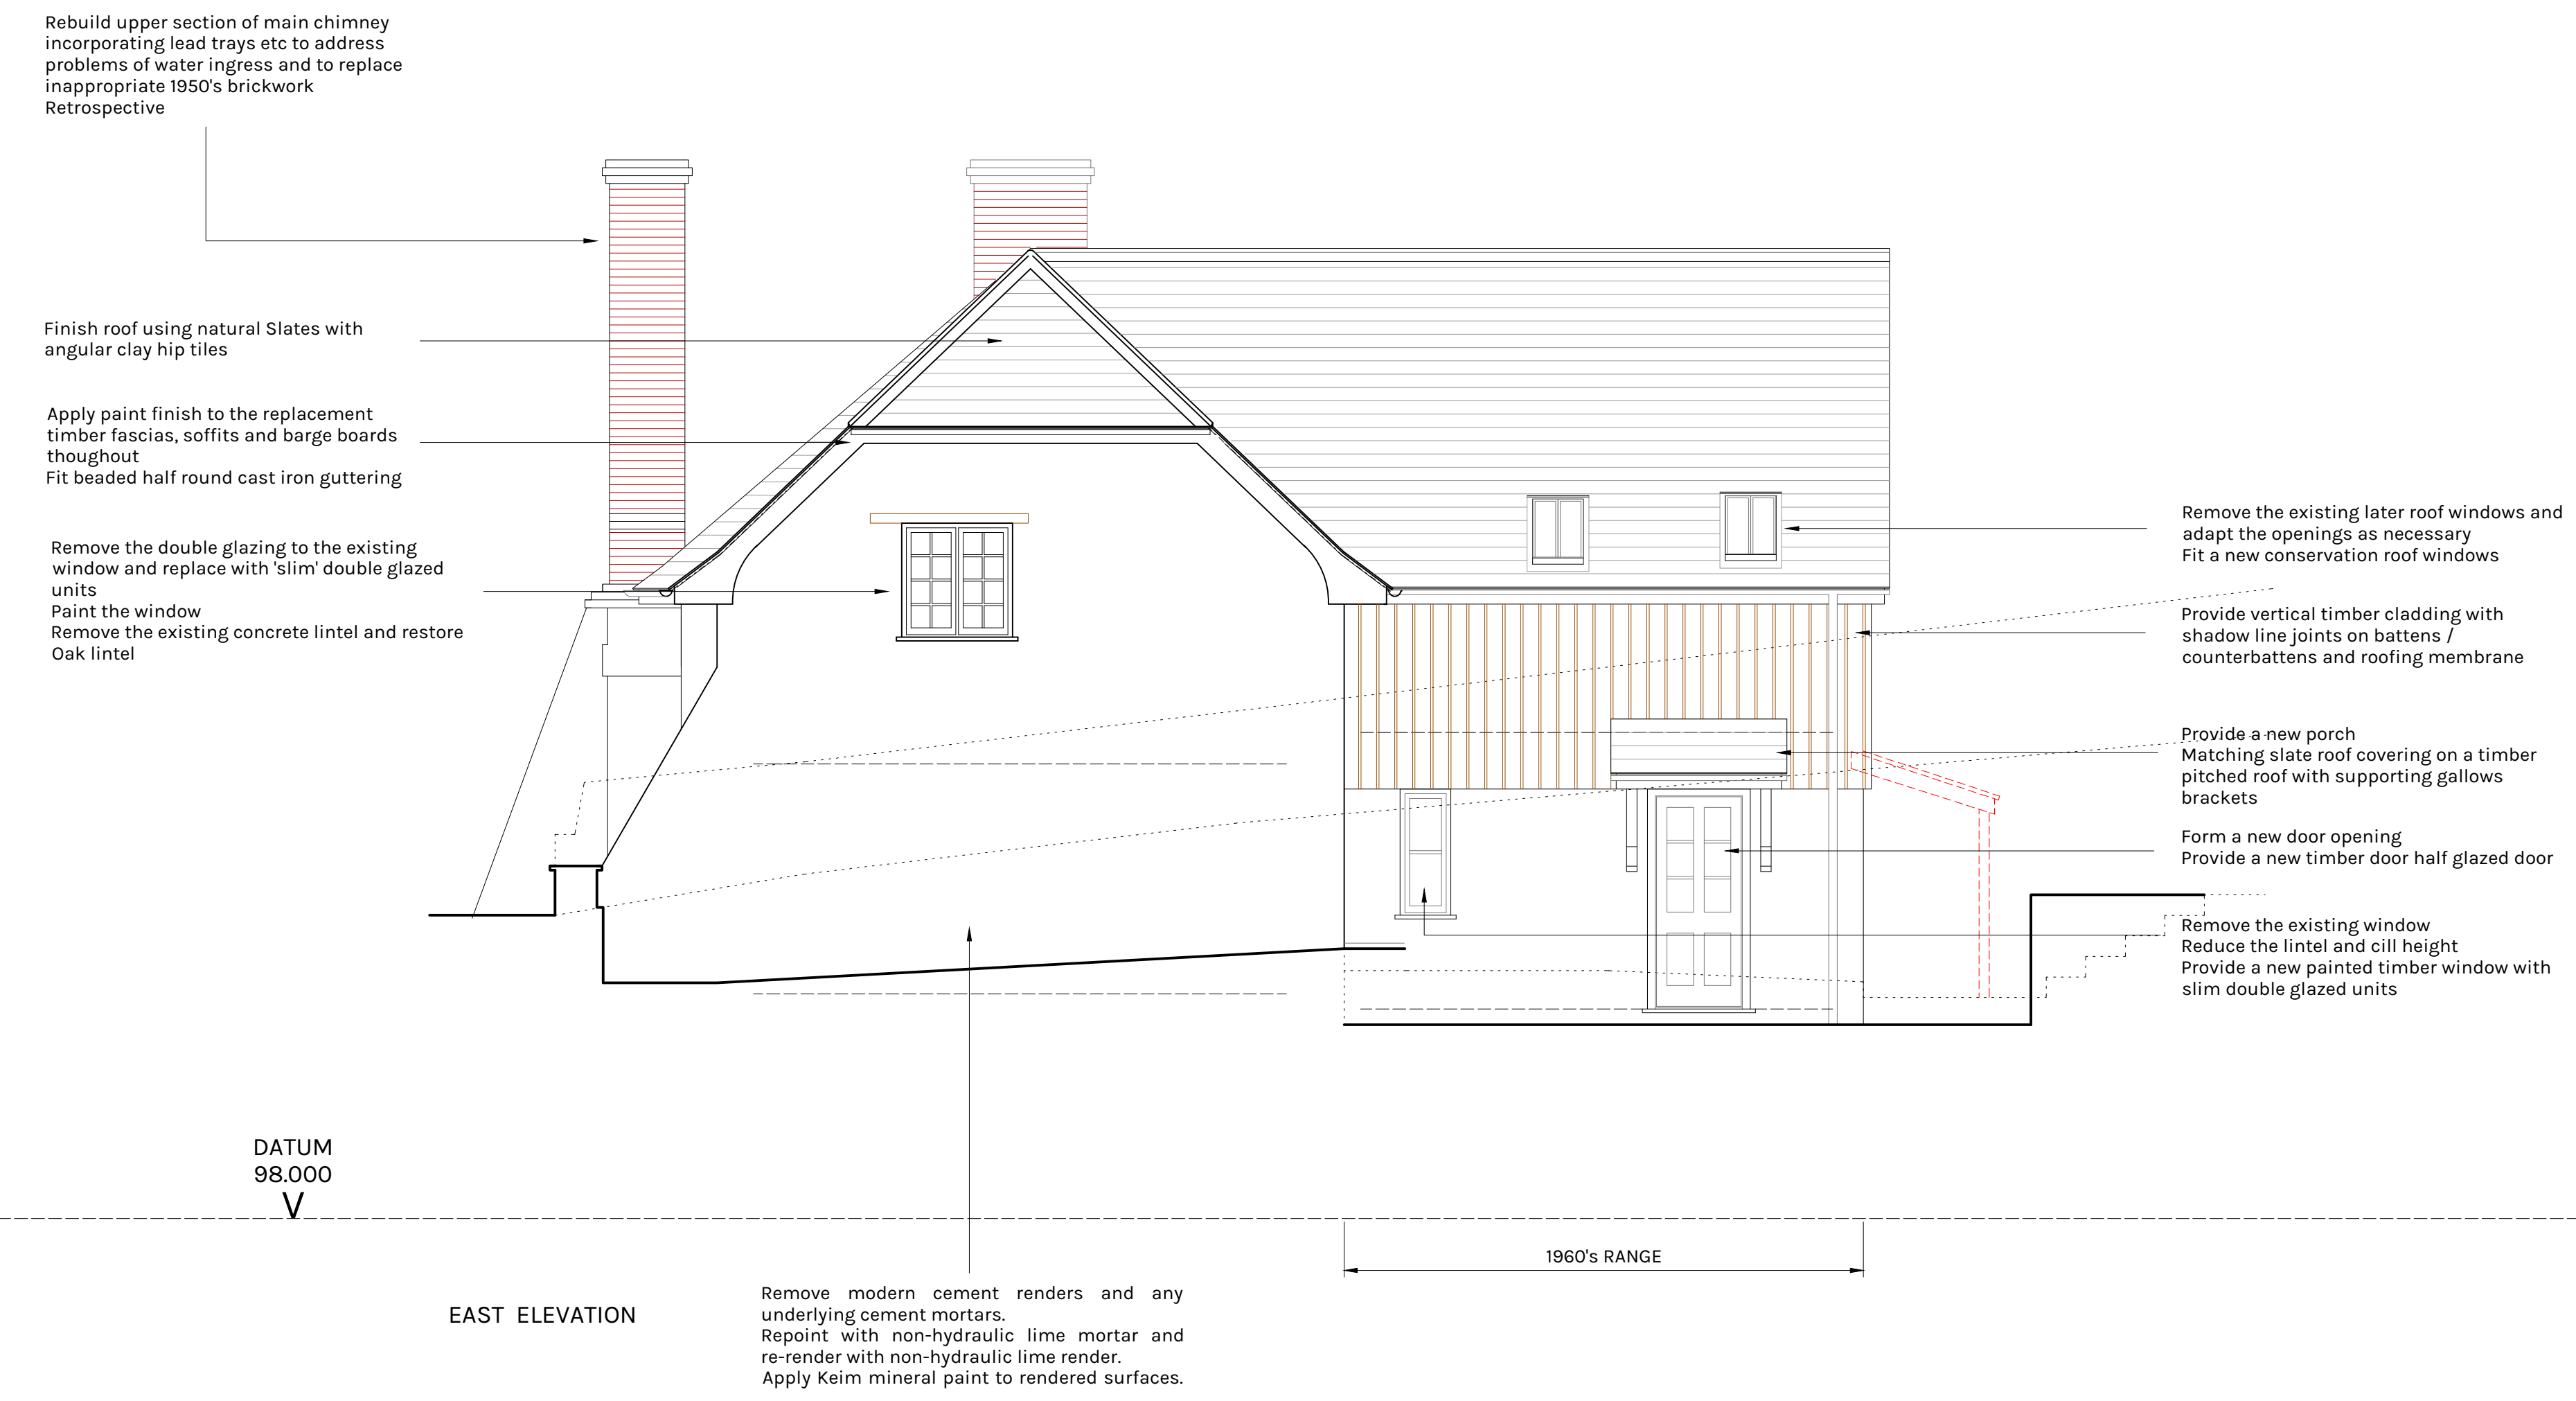 Rebuild upper section of main chimney
incorporating lead trays etc to address
problems of water ingress and to replace
inappropriate 1950's brickwork
Retrospective
Finish roof using natural Slates with
angular clay hip tiles
Apply paint finish to the replacement
timber fascias, soffits and barge boards
thoughout
Fit beaded half round cast iron guttering
Remove the double glazing to the existing
window and replace with 'slim' double glazed
units
Paint the window
Remove the existing concrete lintel and restore
Oak lintel
Remove the existing later roof windows and
adapt the openings as necessary
Fit a new conservation roof windows
Provide vertical timber cladding with
shadow line joints on battens /
counterbattens and roofing membrane
Provide a new porch
Matching slate roof covering on a timber
pitched roof with supporting gallows
brackets
Form a new door opening
Provide a new timber door half glazed door
Remove the existing window
Reduce the lintel and cill height
Provide a new painted timber window with
slim double glazed units
DATUM
98.000
V
1960's RANGE
EAST ELEVATION
Remove modern cement renders and any
underlying cement mortars.
Repoint with non-hydraulic lime mortar and
re-render with non-hydraulic lime render.
Apply Keim mineral paint to rendered surfaces.